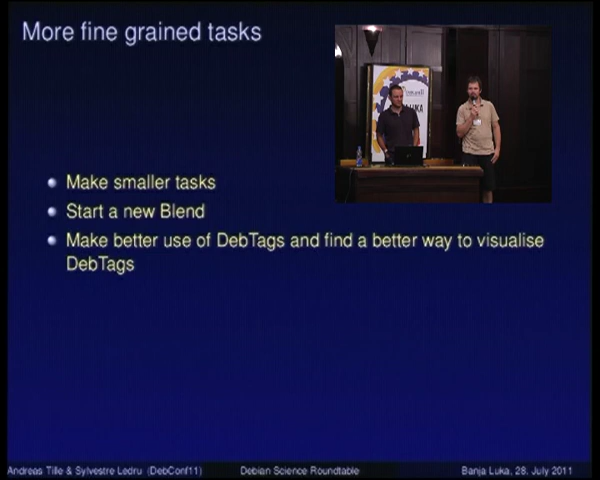 More fine grained tasks
Make smaller tasks
Start a new Blend
Make better use of DebTags and find a better way to visualise
DebTags
Andreas Tille & Sylvestre Ledru (DebConf11)
Debian Science Roundtable
Banja Luka, 28. July 2011